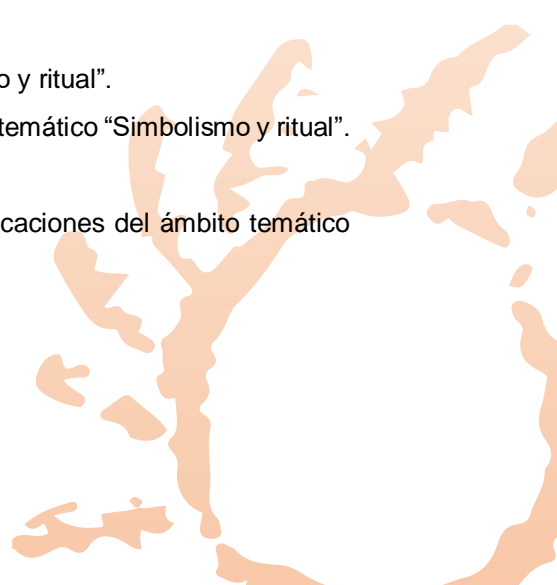 y ritual”.
temático “Simbolismo y ritual”.
caciones del ámbito temático